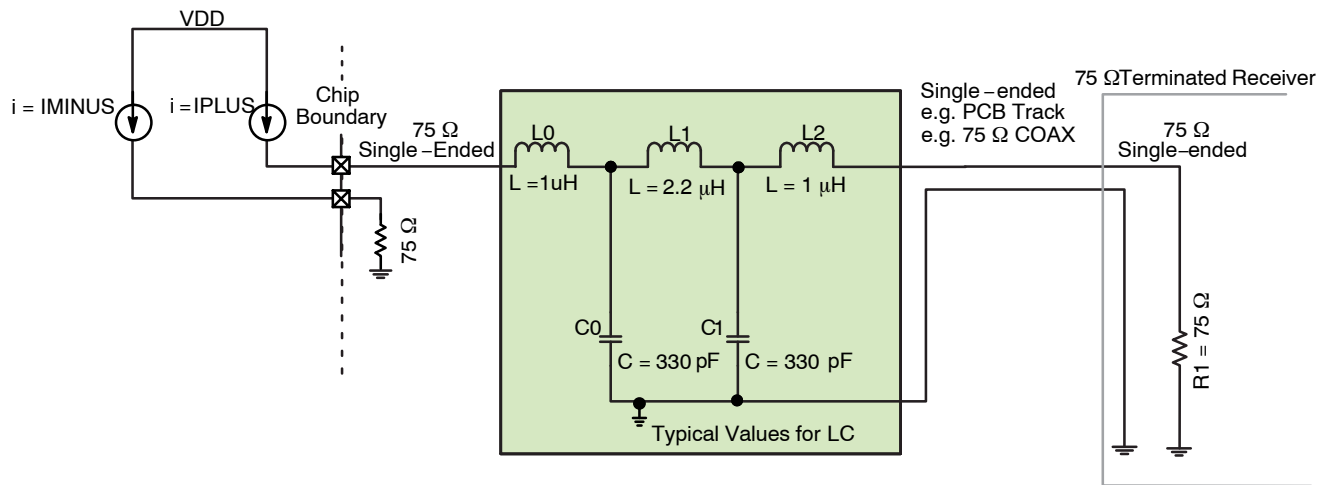 VDD
i = IMINUS
i = IPLUS
Chip
Boundary
75 Ω
Single–Ended
75 Ω
L0
L =1uH
L1
L = 2.2 μH
L2
L = 1 μH
C0
C = 330 pF
C1
C = 330 pF
Typical Values for LC
Single–ended
e.g. PCB Track
e.g. 75 Ω COAX
75 ΩTerminated Receiver
75 Ω
Single–ended
R1 = 75 Ω